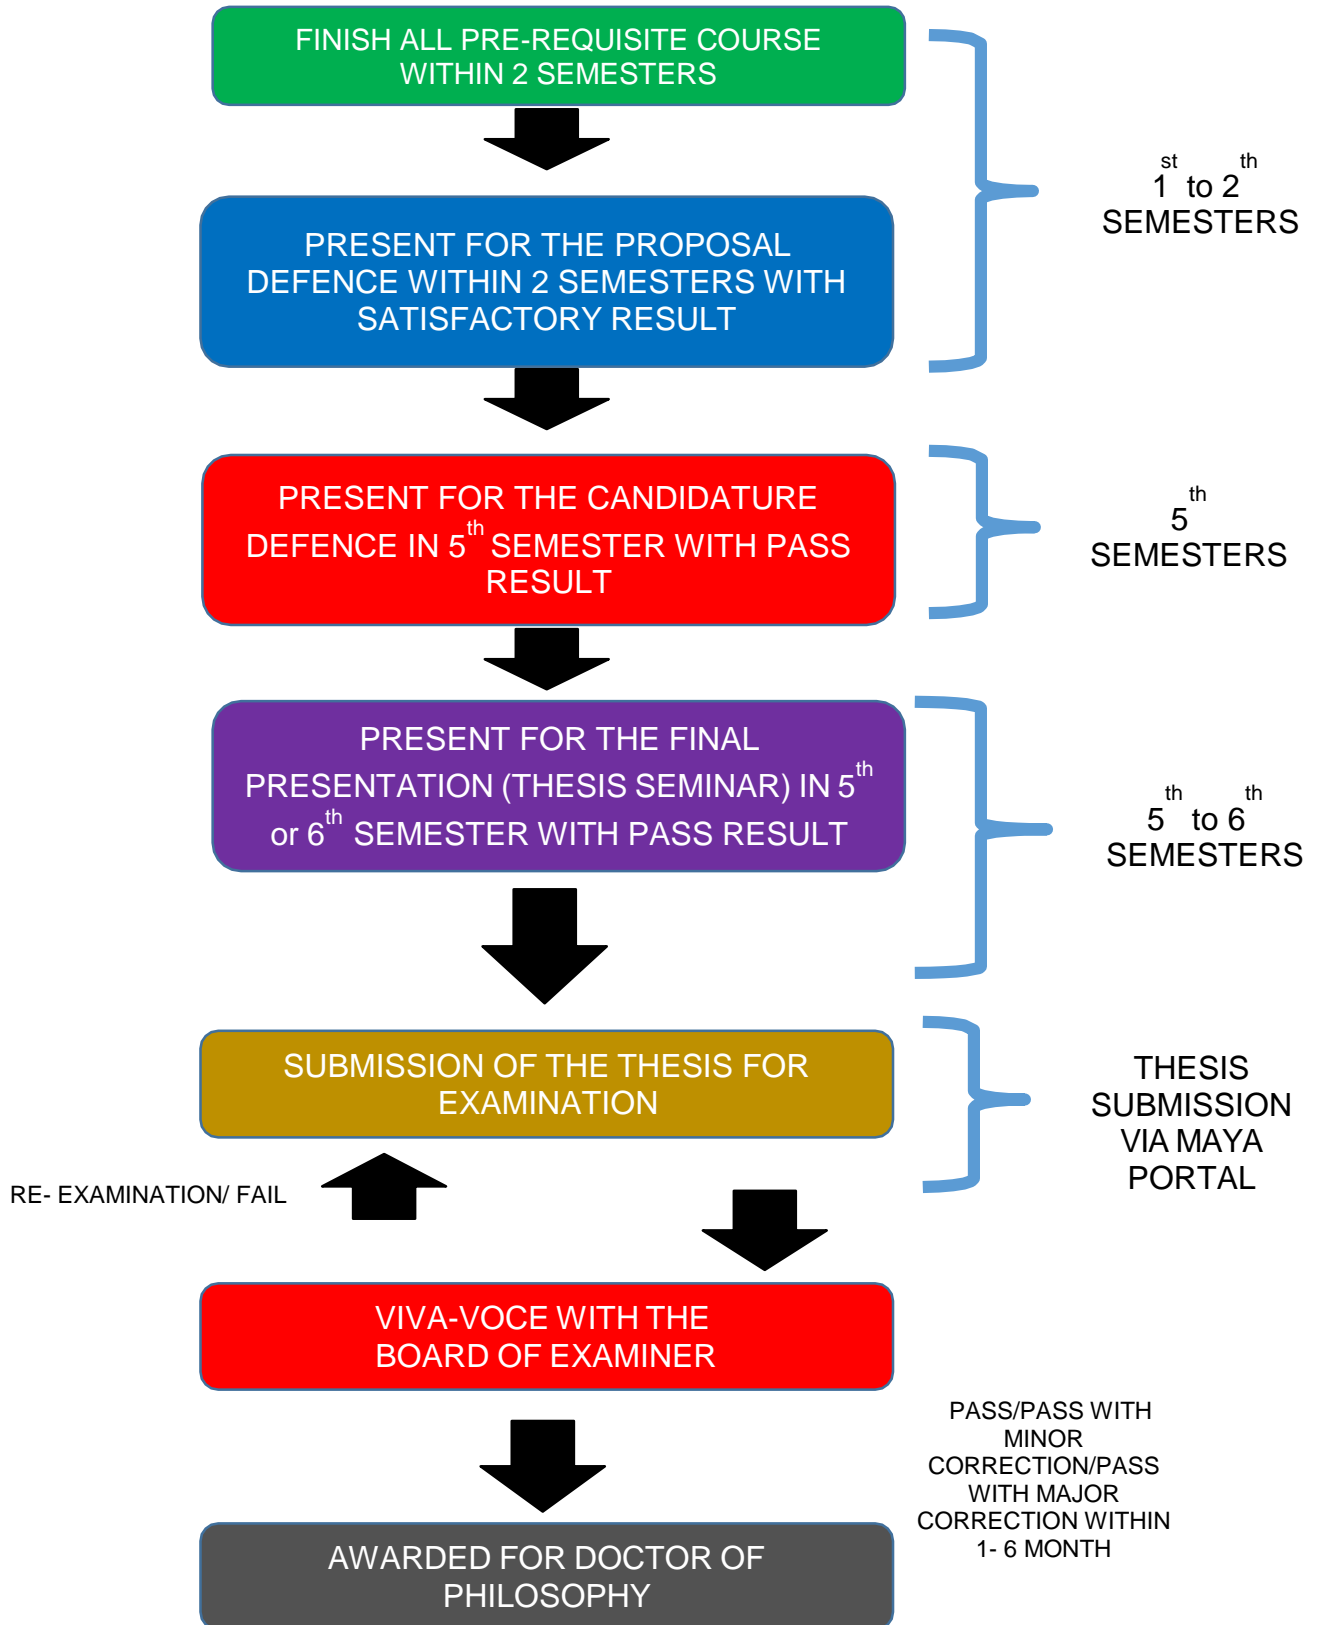 FINISH ALL PRE-REQUISITE COURSE
WITHIN 2 SEMESTERS
1st to 2th
SEMESTERS
PRESENT FOR THE PROPOSAL
DEFENCE WITHIN 2 SEMESTERS WITH
SATISFACTORY RESULT
PRESENT FOR THE CANDIDATURE
DEFENCE IN 5th SEMESTER WITH PASS
RESULT
5th
SEMESTERS
PRESENT FOR THE FINAL
PRESENTATION (THESIS SEMINAR) IN 5th
or 6th SEMESTER WITH PASS RESULT
5th to 6th
SEMESTERS
SUBMISSION OF THE THESIS FOR
EXAMINATION
THESIS
SUBMISSION
VIA MAYA
PORTAL
RE- EXAMINATION/ FAIL
VIVA-VOCE WITH THE
BOARD OF EXAMINER
PASS/PASS WITH
MINOR
CORRECTION/PASS
WITH MAJOR
CORRECTION WITHIN
1- 6 MONTH
AWARDED FOR DOCTOR OF
PHILOSOPHY